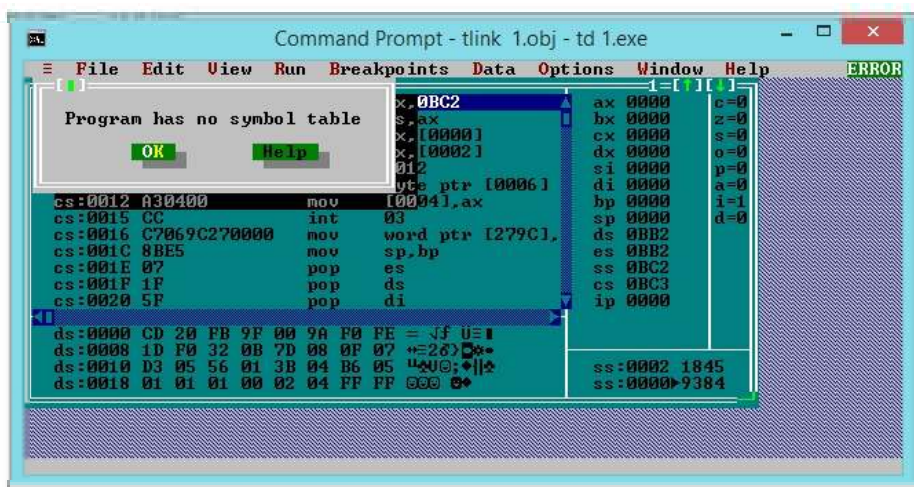 Command Prompt - tlink 1.obj - td 1.exe
≡ File Edit View Run Breakpoints Data Options Window Help ERROR
1=[↑][↓]
Program has no symbol table
OK Help
x,0BC2 ax 0000 c=0
s,ax bx 0000 z=0
x,[0000] cx 0000 s=0
x,[0002] dx 0000 o=0
012 si 0000 p=0
yte ptr [0006] di 0000 a=0
cs:0012 A30400 mov [0004],ax bp 0000 i=1
cs:0015 CC int 03 sp 0000 d=0
cs:0016 C7069C270000 mov word ptr [279C], ds 0BB2
cs:001C 8BE5 mov sp,bp es 0BB2
cs:001E 07 pop es ss 0BC2
cs:001F 1F pop ds cs 0BC3
cs:0020 5F pop di ip 0000
ds:0000 CD 20 FB 9F 00 9A F0 FE
ds:0008 1D F0 32 0B 7D 08 0F 07
ds:0010 D3 05 56 01 3B 04 B6 05 ss:0002 1845
ds:0018 01 01 01 00 02 04 FF FF ss:0000►9384